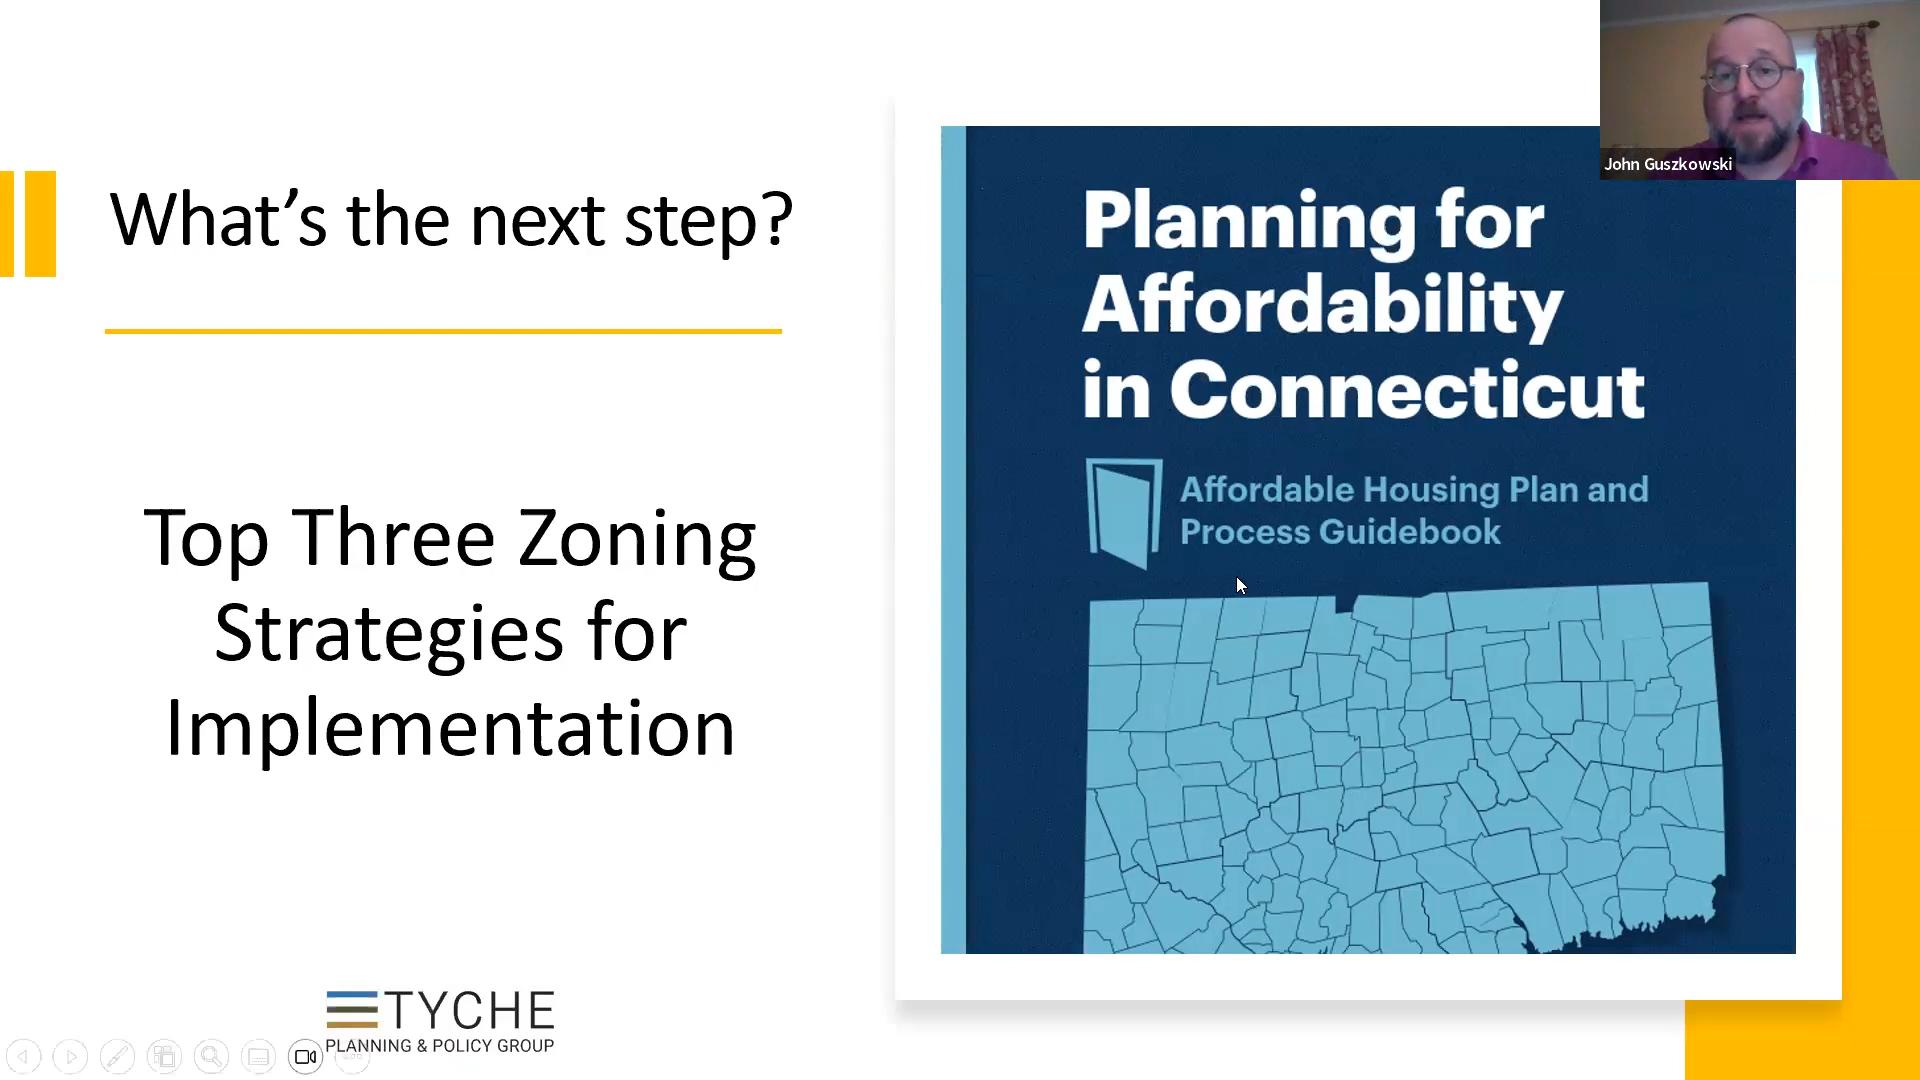 What’s the next step?
Top Three Zoning
Strategies for
Implementation
TYCHE
PLANNING & POLICY GROUP
Planning for
Affordability
in Connecticut
Affordable Housing Plan and
Process Guidebook
John Guszkowski